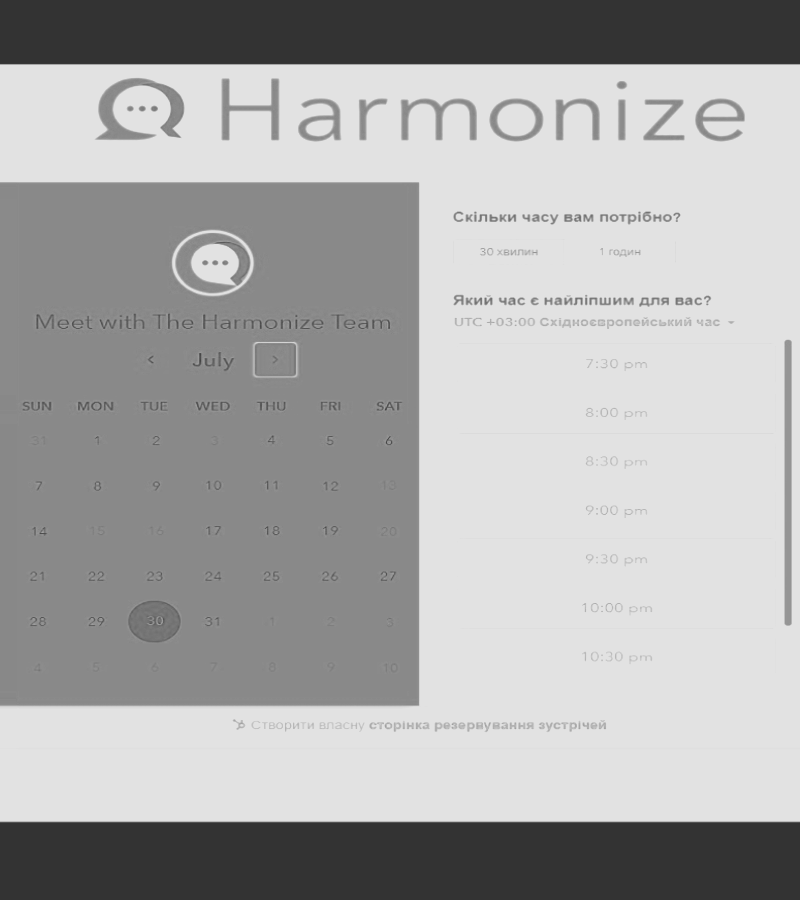 Harmonize
Meet with The Harmonize Team
July
SUN MON TUE WED THU FRI SAT
31 1 2 3 4 5 6
7 8 9 10 11 12 13
14 15 16 17 18 19 20
21 22 23 24 25 26 27
28 29 30 31 1 2 3
4 5 6 7 8 9 10
Скільки часу вам потрібно?
30 хвилин 1 годин
Який час є найліпшим для вас?
UTC +03:00 Східноєвропейський час
7:30 pm
8:00 pm
8:30 pm
9:00 pm
9:30 pm
10:00 pm
10:30 pm
Створити власну сторінка резервування зустрічей